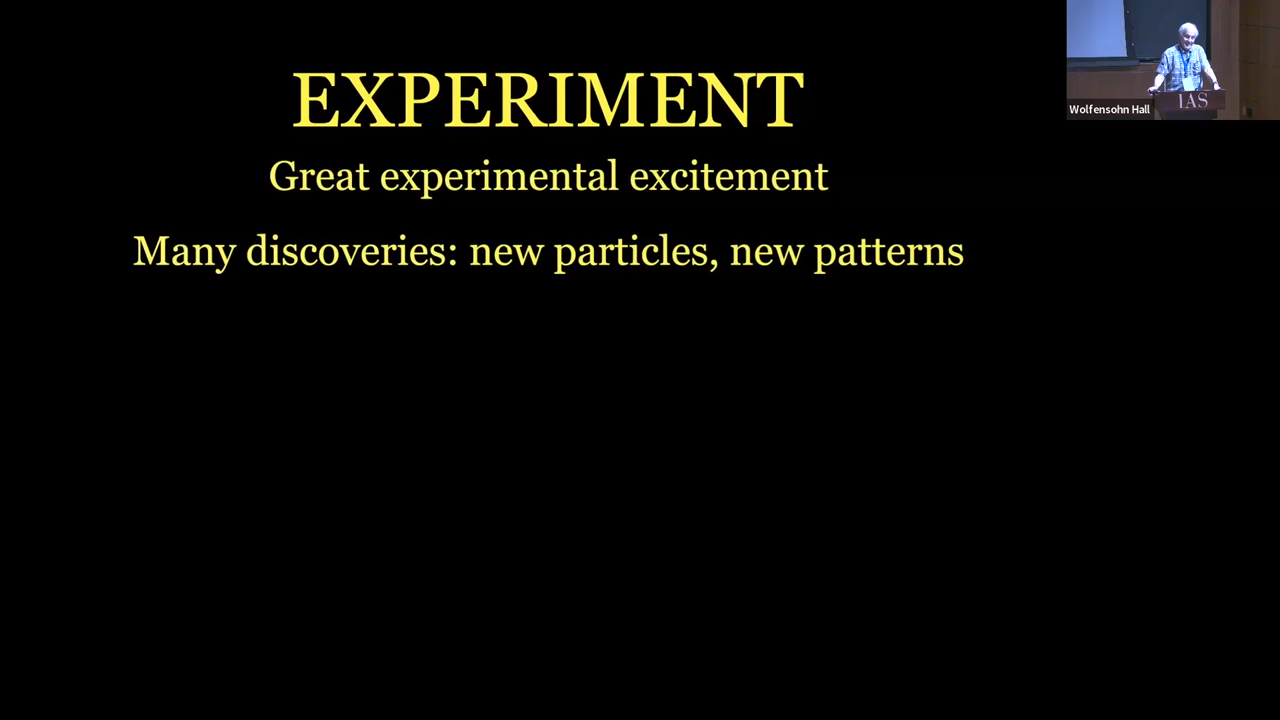 EXPERIMENT
Great experimental excitement
Many discoveries: new particles, new patterns
Wolfensohn Hall
IAS